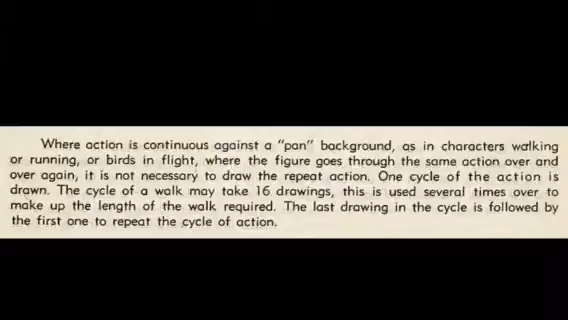 Where action is continuous against a "pan" background, as in characters walking
or running, or birds in flight, where the figure goes through the same action over and
over again, it is not necessary to draw the repeat action. One cycle of the action is
drawn. The cycle of a walk may take 16 drawings, this is used several times over to
make up the length of the walk required. The last drawing in the cycle is followed by
the first one to repeat the cycle of action.